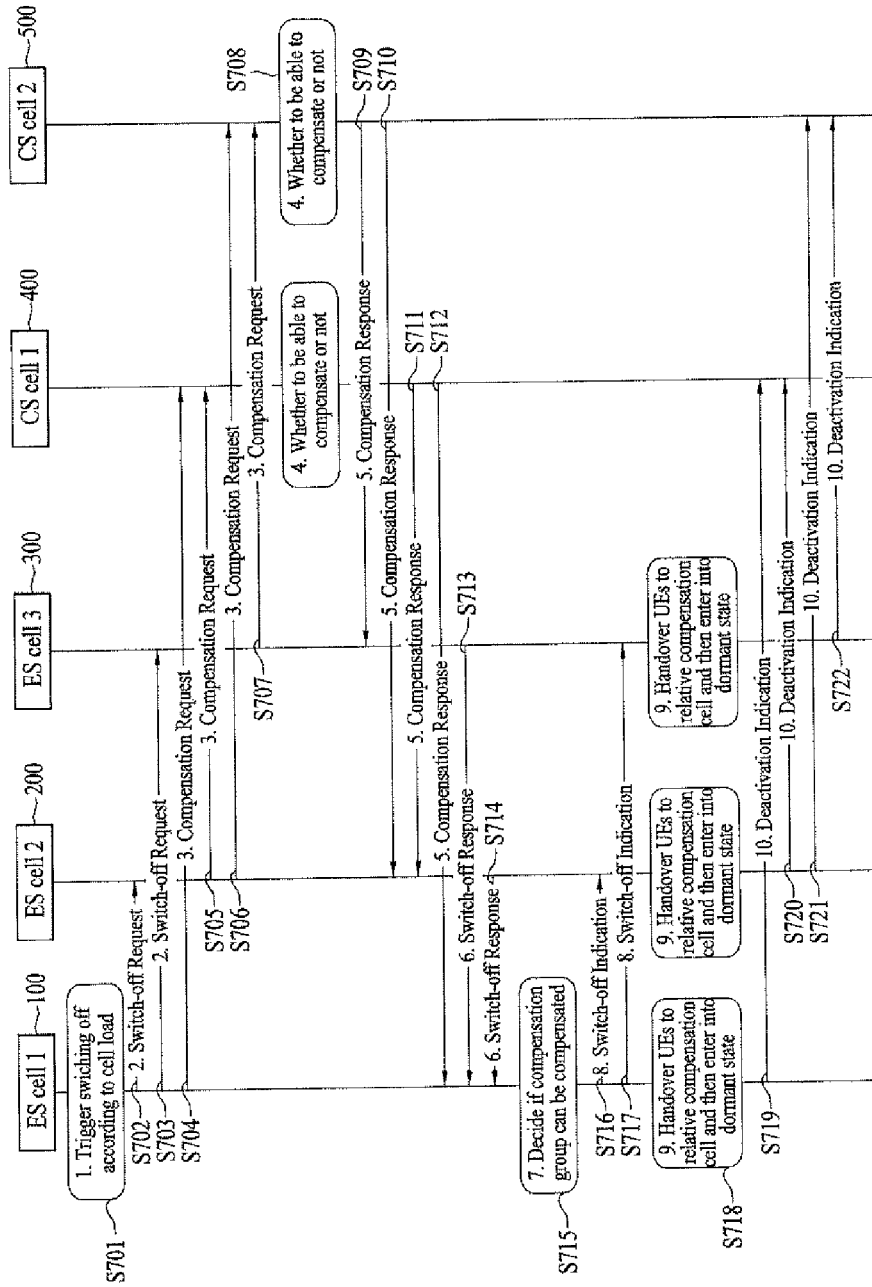 ES cell 1
100
ES cell 2
200
ES cell 3
300
CS cell 1
400
CS cell 2
500
1. Trigger swiching off
according to cell load
S701
S702
2. Switch-off Request
S703
2. Switch-off Request
S704
3. Compensation Request
S705
3. Compensation Request
S706
3. Compensation Request
S707
3. Compensation Request
4. Whether to be able to
compensate or not
4. Whether to be able to
compensate or not
S708
5. Compensation Response
S709
5. Compensation Response
S710
5. Compensation Response
S711
5. Compensation Response
S712
6. Switch-off Response
S713
6. Switch-off Response
S714
7. Decide if compensation
group can be compensated
S715
S716
8. Switch-off Indication
S717
8. Switch-off Indication
9. Handover UEs to
relative compensation
cell and then enter into
dormant state
9. Handover UEs to
relative compensation
cell and then enter into
dormant state
9. Handover UEs to
relative compensation
cell and then enter into
dormant state
S718
S719
10. Deactivation Indication
S720
10. Deactivation Indication
S721
10. Deactivation Indication
S722
10. Deactivation Indication